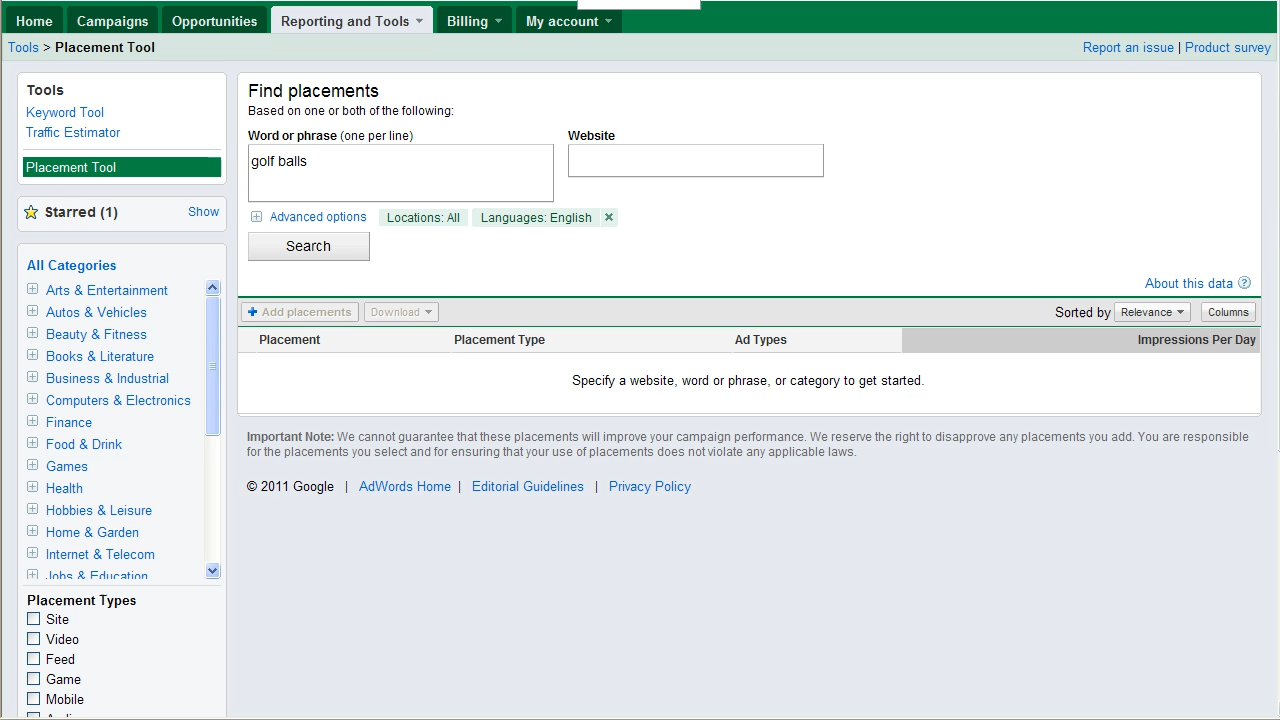 Home Campaigns Opportunities Reporting and Tools Billing My account
Tools > Placement Tool
Report an issue | Product survey
Tools
Keyword Tool
Traffic Estimator
Placement Tool
Starred (1) Show
All Categories
Arts & Entertainment
Autos & Vehicles
Beauty & Fitness
Books & Literature
Business & Industrial
Computers & Electronics
Finance
Food & Drink
Games
Health
Hobbies & Leisure
Home & Garden
Internet & Telecom
Jobs & Education
Placement Types
Site
Video
Feed
Game
Mobile
Find placements
Based on one or both of the following:
Word or phrase (one per line) Website
golf balls
Advanced options Locations: All Languages: English ×
Search
About this data ?
Add placements Download Sorted by Relevance Columns
Placement Placement Type Ad Types Impressions Per Day
Specify a website, word or phrase, or category to get started.
Important Note: We cannot guarantee that these placements will improve your campaign performance. We reserve the right to disapprove any placements you add. You are responsible
for the placements you select and for ensuring that your use of placements does not violate any applicable laws.
© 2011 Google | AdWords Home | Editorial Guidelines | Privacy Policy